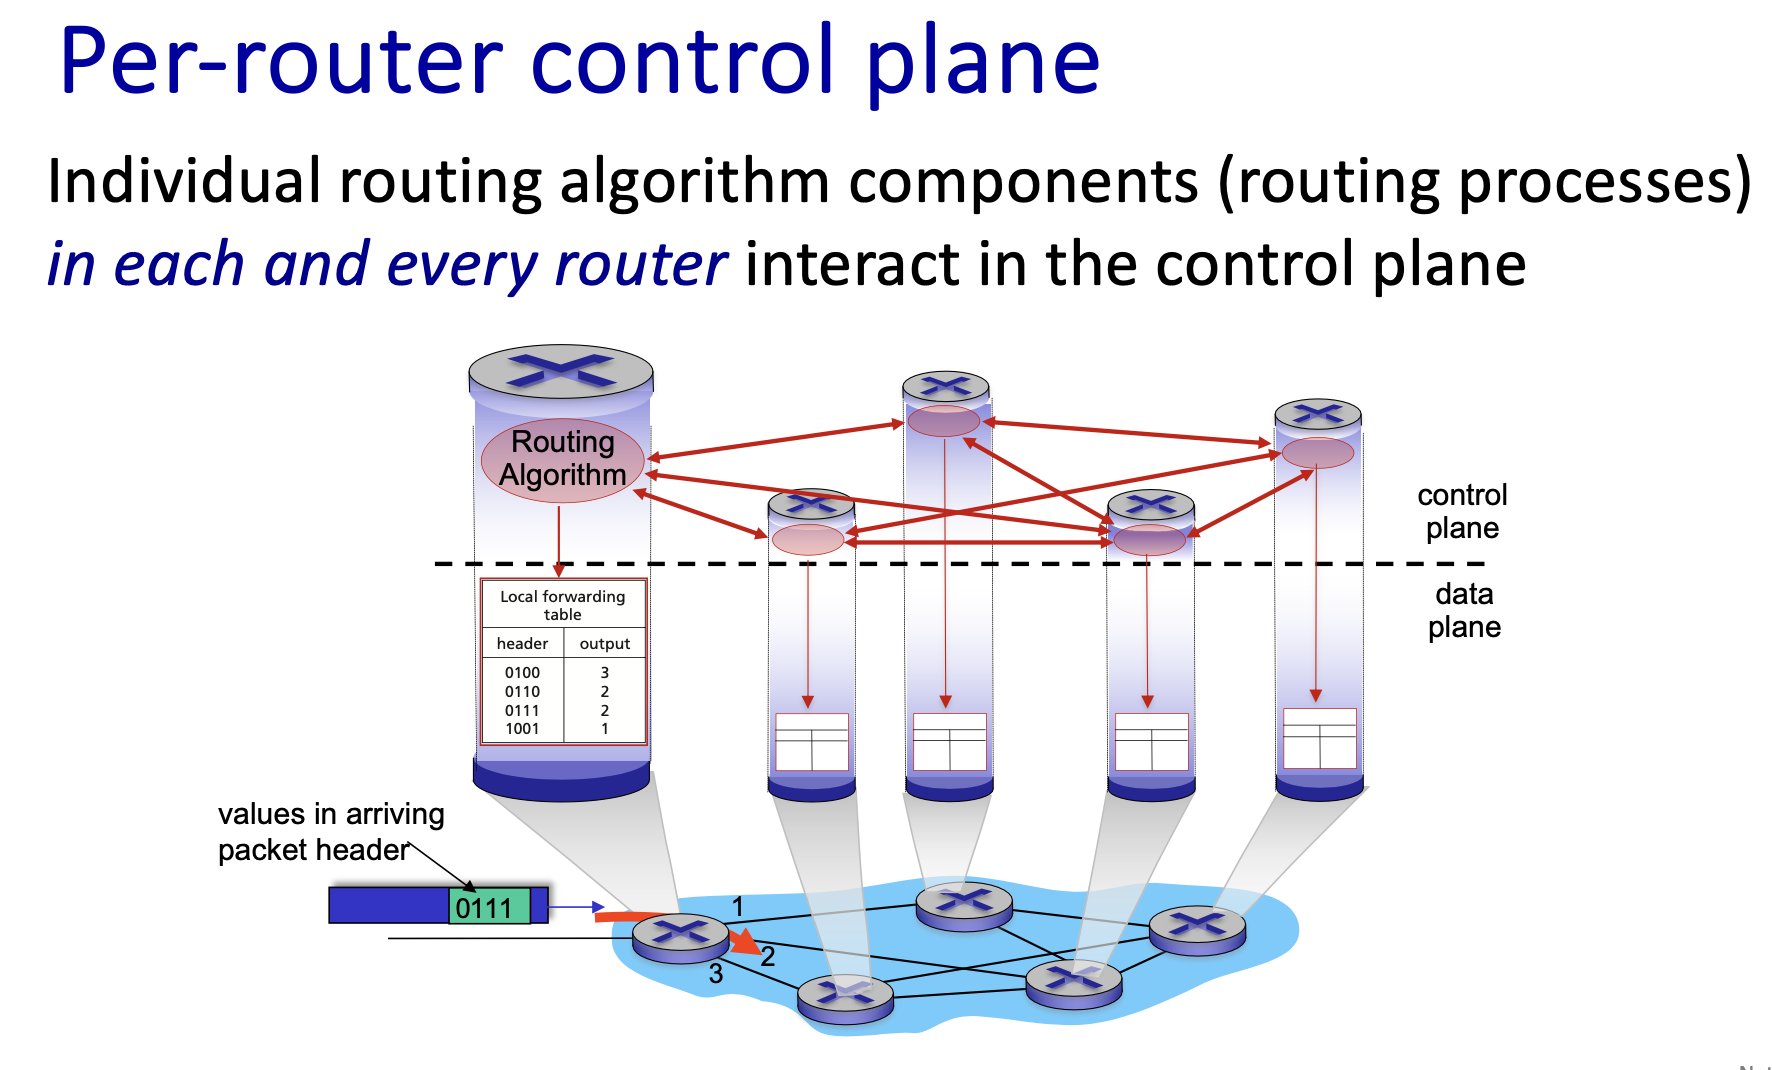 Per-router control plane
Individual routing algorithm components (routing processes)
in each and every router interact in the control plane
Routing
Algorithm
control
plane
data
plane
Local forwarding
table
header output
0100 3
0110 2
0111 2
1001 1
values in arriving
packet header
0111
1
2
3